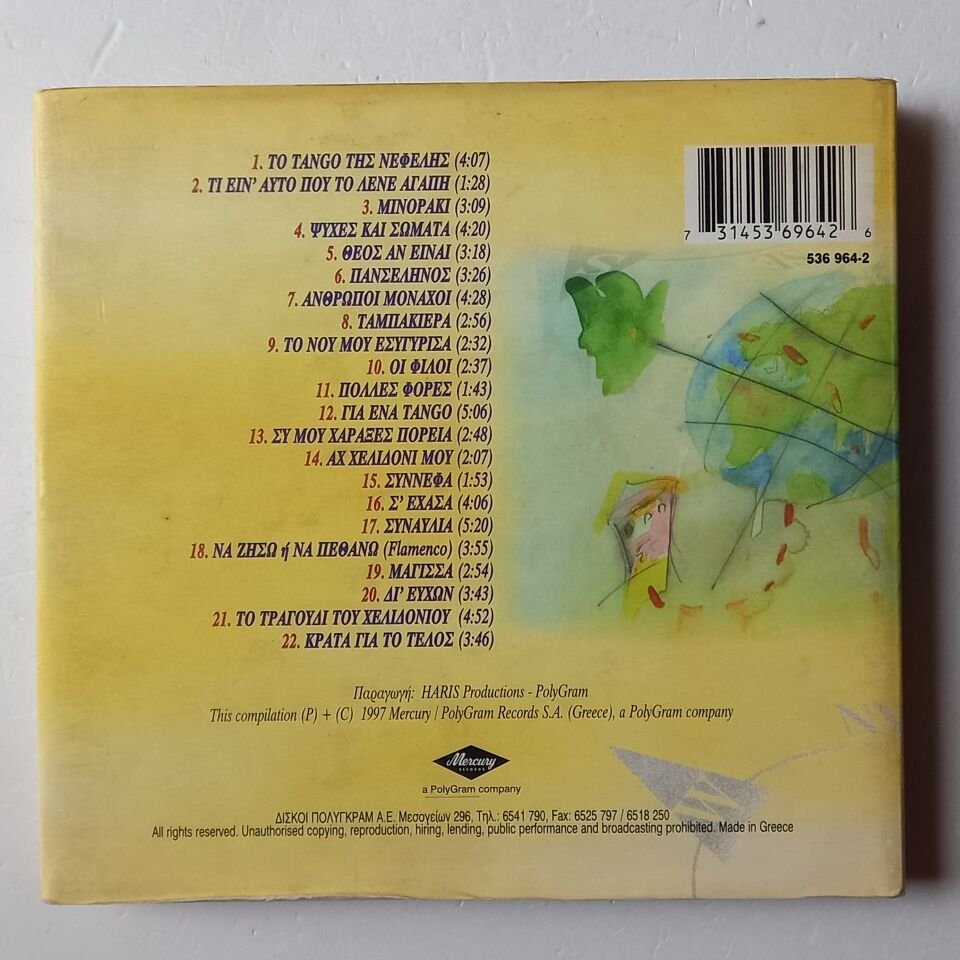 1. ΤΟ TANGO ΤΗΣ ΝΕΦΕΛΗΣ (4:07)
2. ΤΙ ΕΙΝ' ΑΥΤΟ ΠΟΥ ΤΟ ΛΕΝΕ ΑΓΑΠΗ (1:28)
3. ΜΙΝΟΡΑΚΙ (3:09)
4. ΨΥΧΕΣ ΚΑΙ ΣΩΜΑΤΑ (4:20)
5. ΘΕΟΣ ΑΝ ΕΙΝΑΙ (3:18)
6. ΠΑΝΣΕΛΗΝΟΣ (3:26)
7. ΑΝΘΡΩΠΟΙ ΜΟΝΑΧΟΙ (4:28)
8. ΤΑΜΠΑΚΙΕΡΑ (2:56)
9. ΤΟ ΝΟΥ ΜΟΥ ΕΣΥΓΥΡΙΣΑ (2:32)
10. ΟΙ ΦΙΛΟΙ (2:37)
11. ΠΟΛΛΕΣ ΦΟΡΕΣ (1:43)
12. ΓΙΑ ΕΝΑ TANGO (5:06)
13. ΣΥ ΜΟΥ ΧΑΡΑΞΕΣ ΠΟΡΕΙΑ (2:48)
14. ΑΧ ΧΕΛΙΔΟΝΙ ΜΟΥ (2:07)
15. ΣΥΝΝΕΦΑ (1:53)
16. Σ' ΕΧΑΣΑ (4:06)
17. ΣΥΝΑΥΛΙΑ (5:20)
18. ΝΑ ΖΗΣΩ ή ΝΑ ΠΕΘΑΝΩ (Flamenco) (3:55)
19. ΜΑΓΙΣΣΑ (2:54)
20. ΔΙ' ΕΥΧΩΝ (3:43)
21. ΤΟ ΤΡΑΓΟΥΔΙ ΤΟΥ ΧΕΛΙΔΟΝΙΟΥ (4:52)
22. ΚΡΑΤΑ ΓΙΑ ΤΟ ΤΕΛΟΣ (3:46)
7 31453 69642 6
536 964-2
Παραγωγή: HARIS Productions - PolyGram
This compilation (P) + (C) 1997 Mercury / PolyGram Records S.A. (Greece), a PolyGram company
Mercury
RECORDS
a PolyGram company
ΔΙΣΚΟΙ ΠΟΛΥΓΚΡΑΜ Α.Ε. Μεσογείων 296, Τηλ.: 6541 790, Fax: 6525 797 / 6518 250
All rights reserved. Unauthorised copying, reproduction, hiring, lending, public performance and broadcasting prohibited. Made in Greece